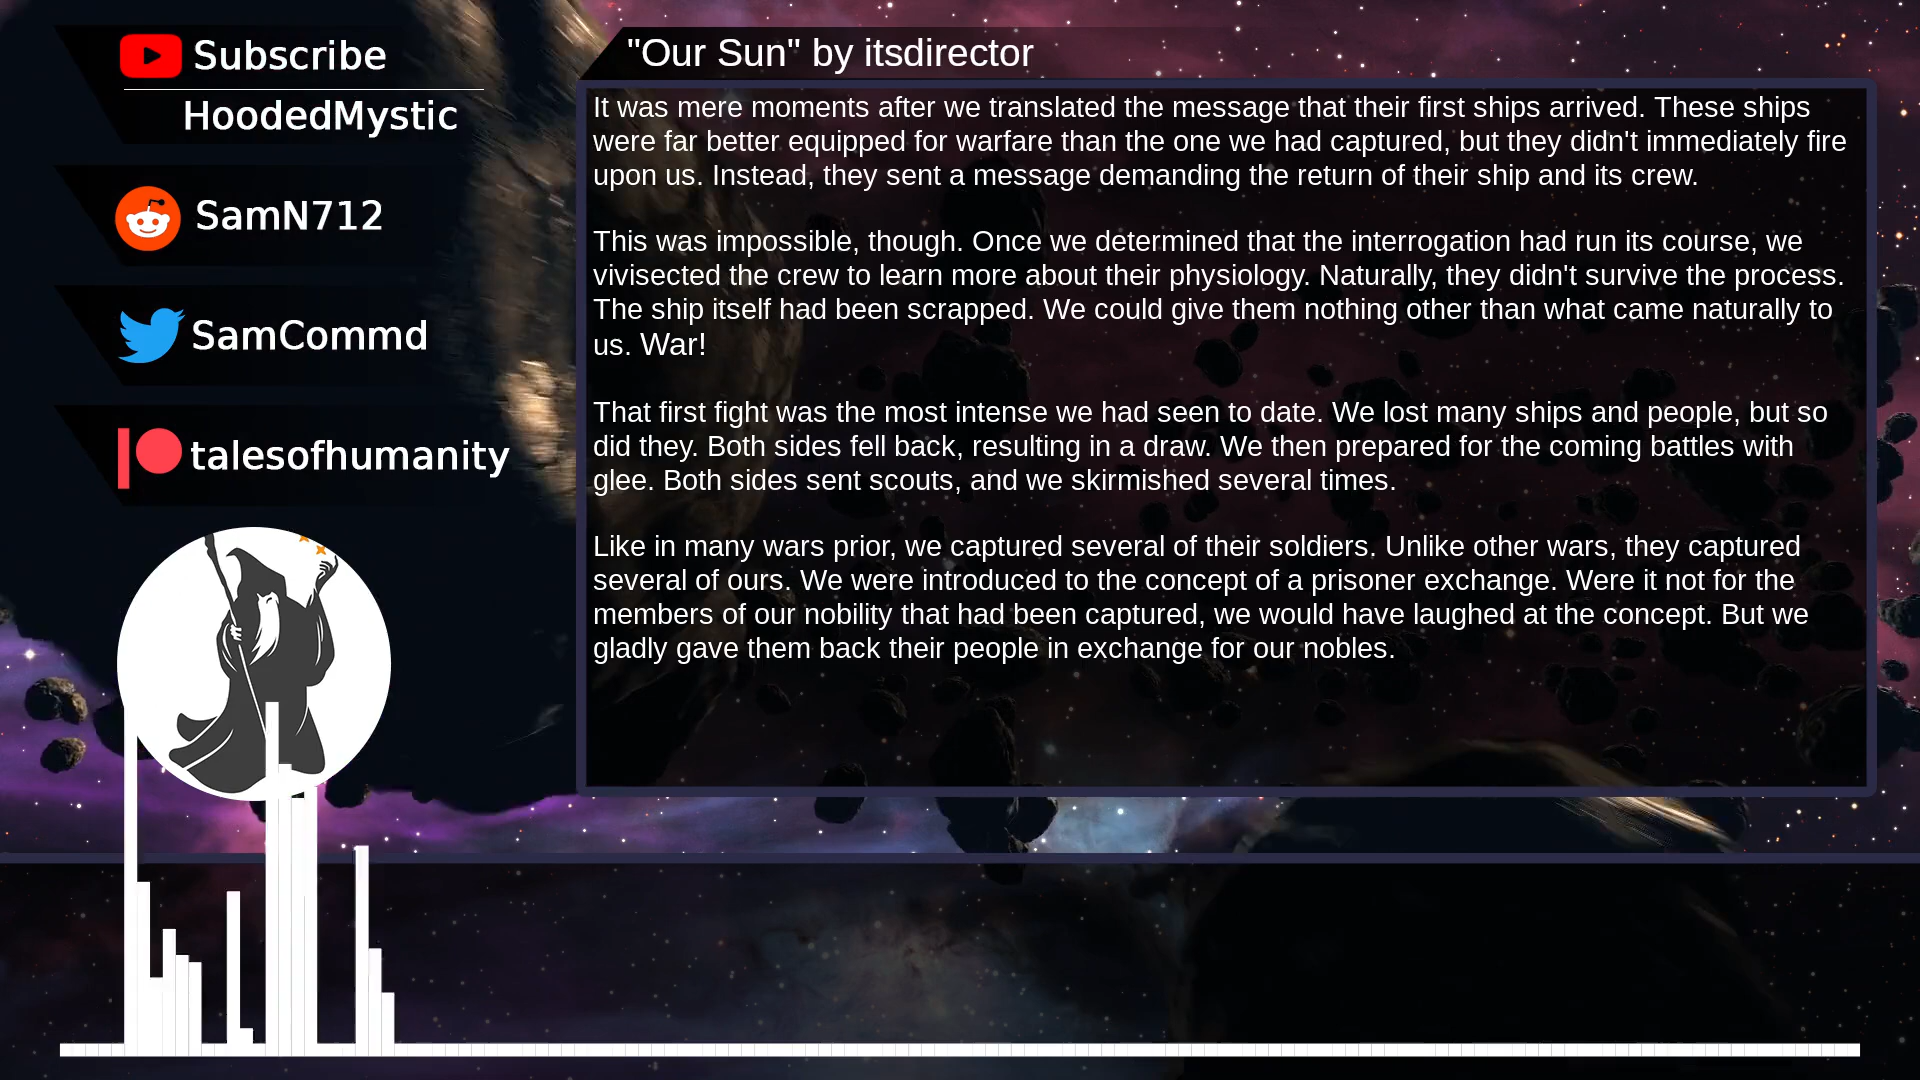 Subscribe
HoodedMystic
SamN712
SamCommd
talesofhumanity
"Our Sun" by itsdirector
It was mere moments after we translated the message that their first ships arrived. These ships
were far better equipped for warfare than the one we had captured, but they didn't immediately fire
upon us. Instead, they sent a message demanding the return of their ship and its crew.
This was impossible, though. Once we determined that the interrogation had run its course, we
vivisected the crew to learn more about their physiology. Naturally, they didn't survive the process.
The ship itself had been scrapped. We could give them nothing other than what came naturally to
us. War!
That first fight was the most intense we had seen to date. We lost many ships and people, but so
did they. Both sides fell back, resulting in a draw. We then prepared for the coming battles with
glee. Both sides sent scouts, and we skirmished several times.
Like in many wars prior, we captured several of their soldiers. Unlike other wars, they captured
several of ours. We were introduced to the concept of a prisoner exchange. Were it not for the
members of our nobility that had been captured, we would have laughed at the concept. But we
gladly gave them back their people in exchange for our nobles.